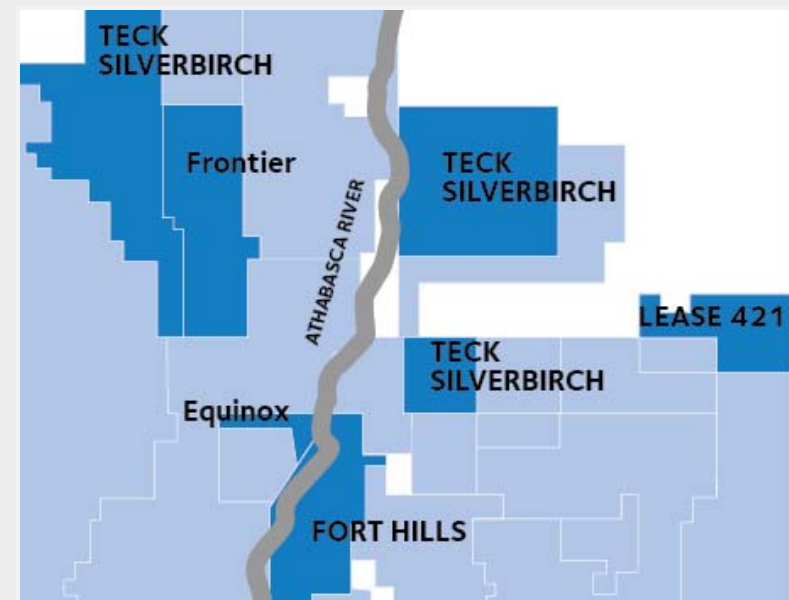 TECK
SILVERBIRCH
Frontier
TECK
SILVERBIRCH
ATHABASCA RIVER
LEASE 421
TECK
SILVERBIRCH
Equinox
FORT HILLS